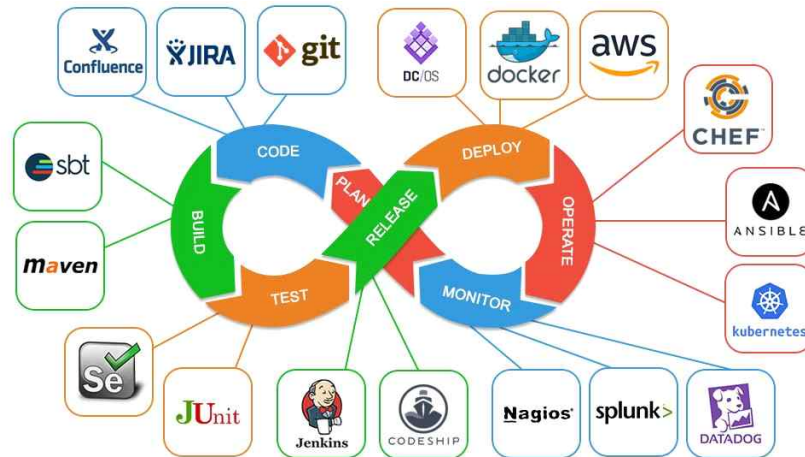 Confluence
JIRA
git
DC/OS
docker
aws
CHEF™
sbt
CODE
DEPLOY
PLAN
RELEASE
BUILD
OPERATE
ANSIBLE
maven
TEST
MONITOR
kubernetes
Se
JUnit
Jenkins
CODESHIP
Nagios®
splunk>
DATADOG